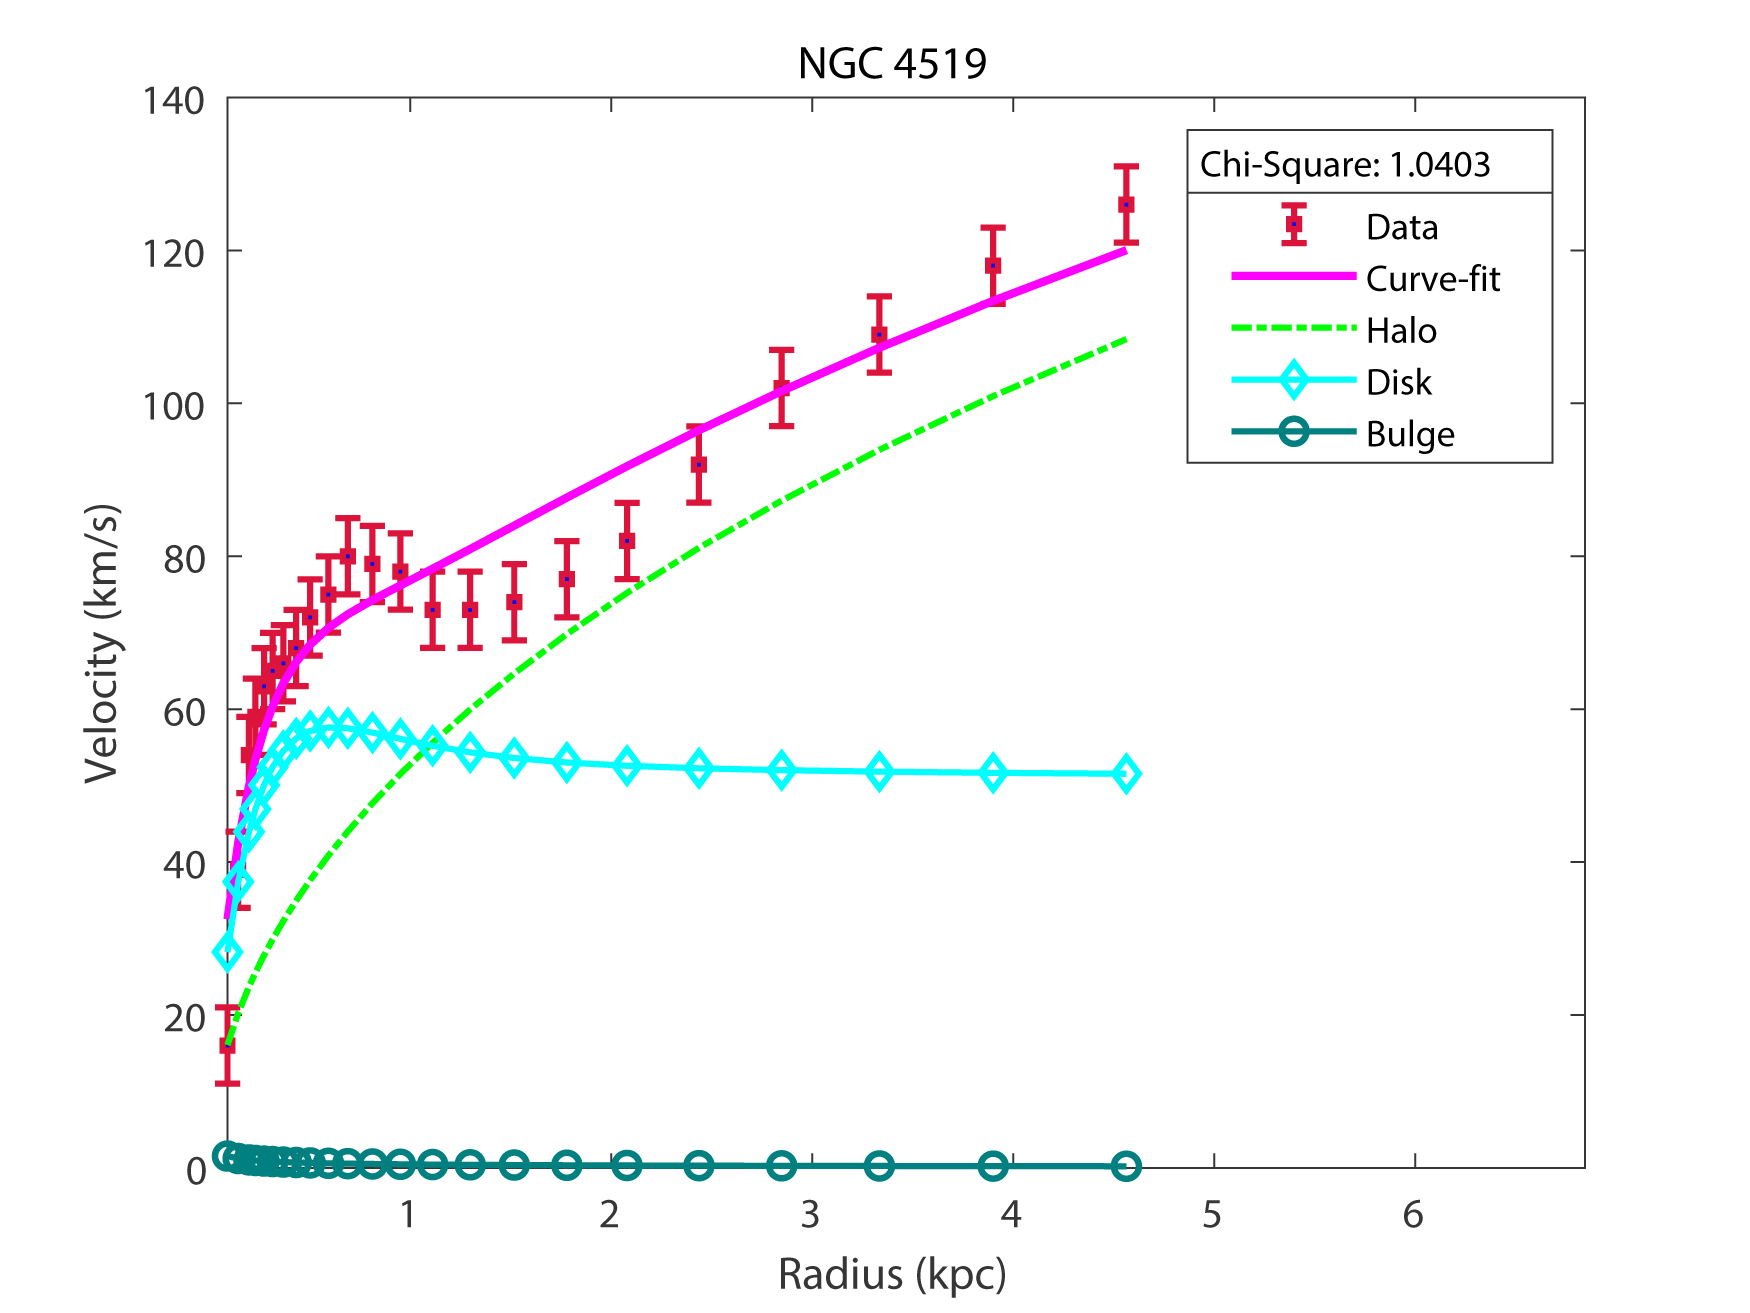 NGC 4519
140
120
100
80
60
40
20
0
Velocity (km/s)
Chi-Square: 1.0403
Data
Curve-fit
Halo
Disk
Bulge
1 2 3 4 5 6
Radius (kpc)